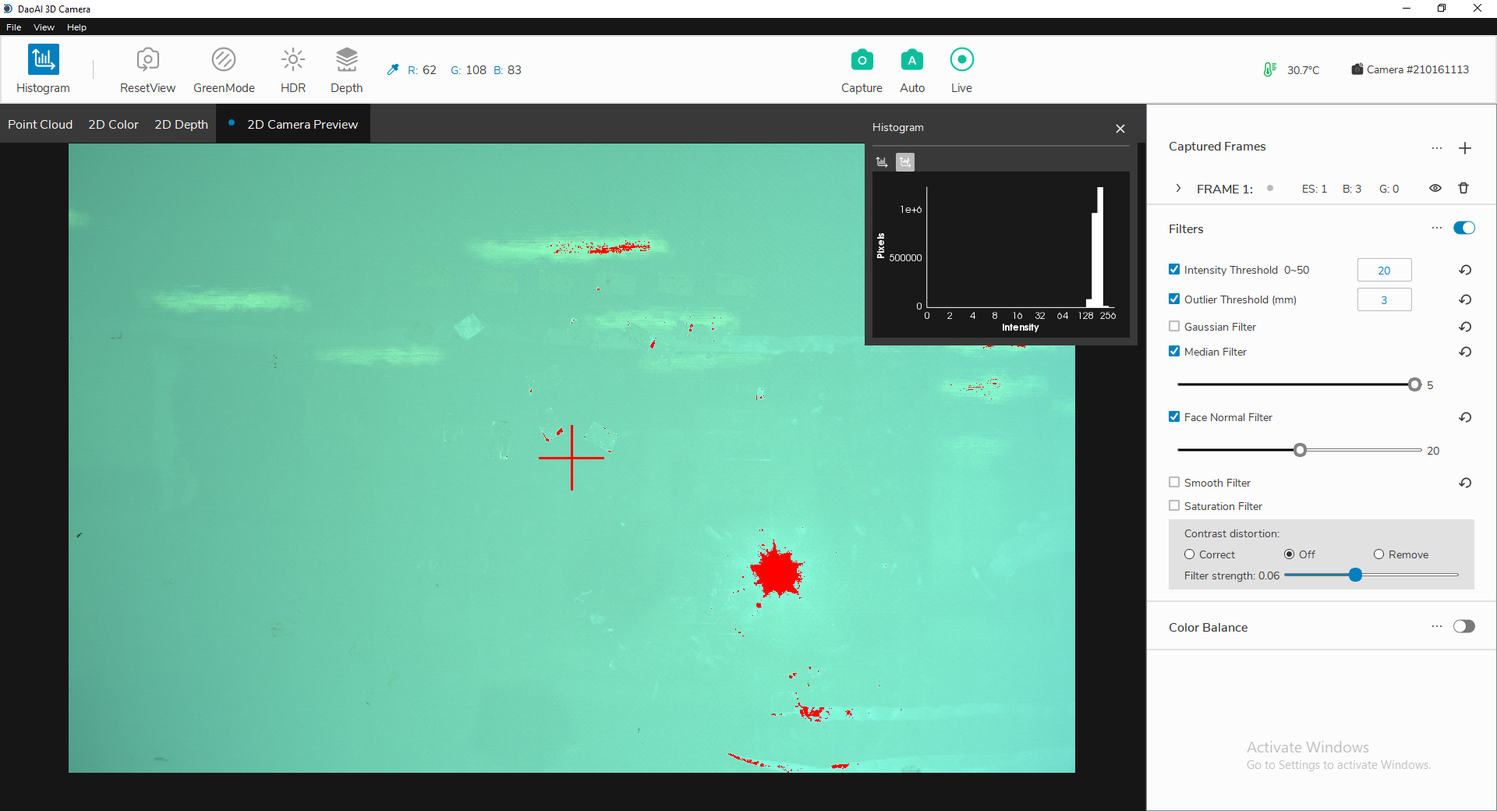 DaoAI 3D Camera
File View Help
Histogram ResetView GreenMode HDR Depth R: 62 G: 108 B: 83 Capture Auto Live 30.7°C Camera #210161113
Point Cloud 2D Color 2D Depth 2D Camera Preview
Histogram
Pixels
1e+6
500000
0
0 2 4 8 16 32 64 128 256
Intensity
Captured Frames
FRAME 1: ES: 1 B: 3 G: 0
Filters
Intensity Threshold 0~50 20
Outlier Threshold (mm) 3
Gaussian Filter
Median Filter
5
Face Normal Filter
20
Smooth Filter
Saturation Filter
Contrast distortion:
Correct Off Remove
Filter strength: 0.06
Color Balance
Activate Windows
Go to Settings to activate Windows.